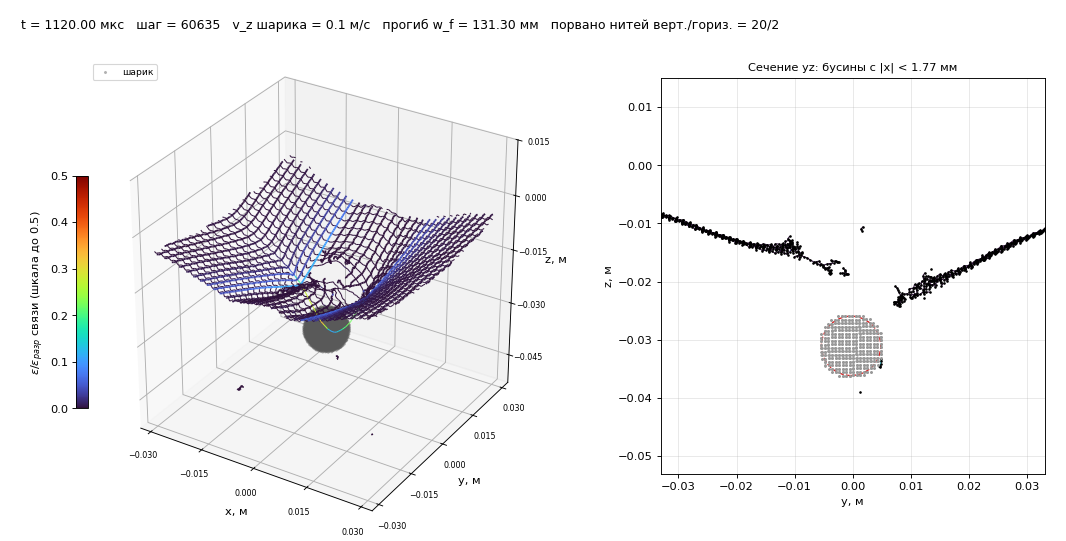 t = 1120.00 мкс   шаг = 60635   v_z шарика = 0.1 м/с   прогиб w_f = 131.30 мм   порвано нитей верт./гориз. = 20/2
шарик
0.5
0.4
0.3
0.2
0.1
0.0
ε/ε_разр связи (шкала до 0.5)
0.015
0.000
−0.015
−0.030
−0.045
z, м
−0.030
−0.015
0.000
0.015
0.030
x, м
−0.030
−0.015
0.000
0.015
0.030
y, м
Сечение yz: бусины с |x| < 1.77 мм
0.01
0.00
−0.01
−0.02
−0.03
−0.04
−0.05
z, м
−0.03 −0.02 −0.01 0.00 0.01 0.02 0.03
y, м